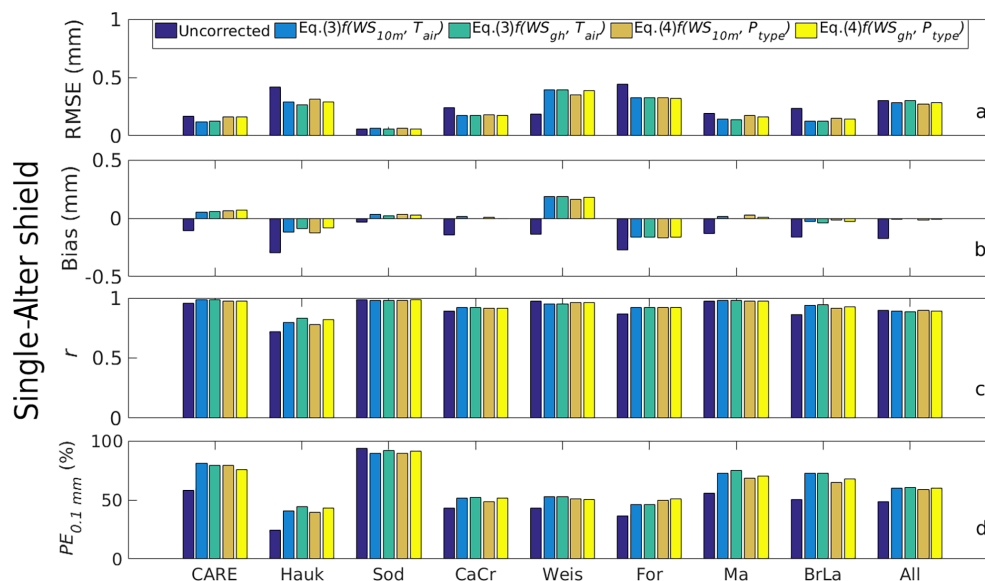 Single-Alter shield
Uncorrected Eq.(3)f(WS10m, Tair) Eq.(3)f(WSgh, Tair) Eq.(4)f(WS10m, Ptype) Eq.(4)f(WSgh, Ptype)
RMSE (mm)
1
0.5
0
a
Bias (mm)
0.5
0
-0.5
b
r
1
0.5
0
c
PE0.1 mm (%)
100
50
0
d
CARE Hauk Sod CaCr Weis For Ma BrLa All